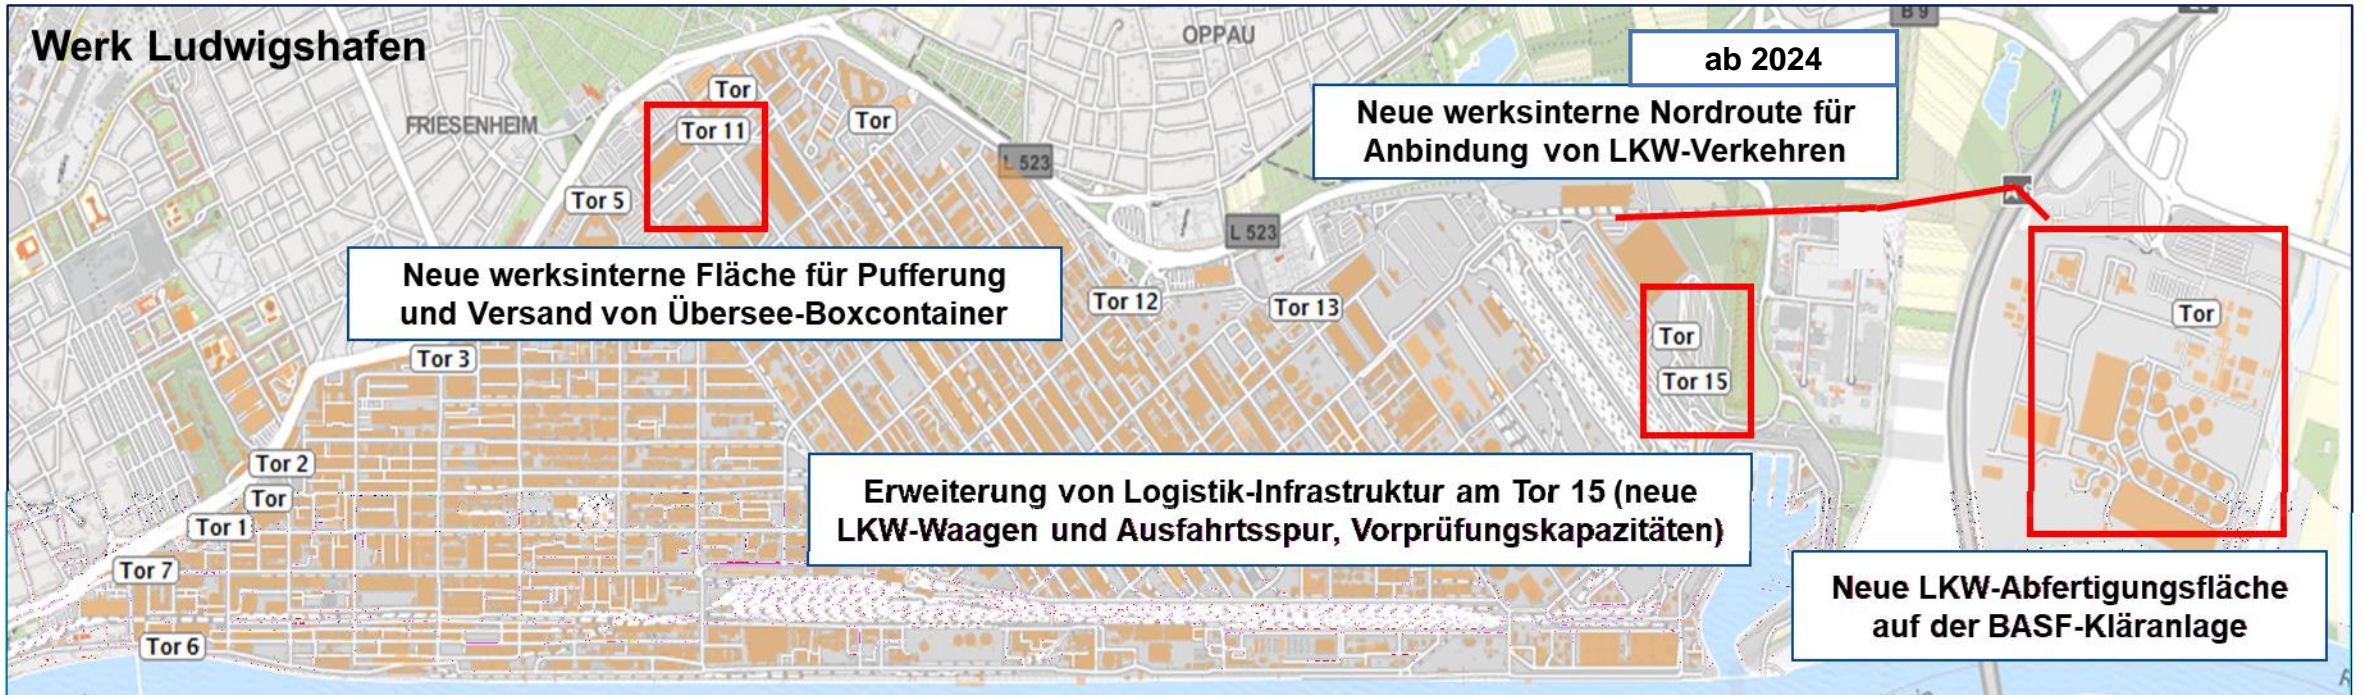 Werk Ludwigshafen
OPPAU
B 9
ab 2024
Neue werksinterne Nordroute für
Anbindung von LKW-Verkehren
FRIESENHEIM
Tor
Tor 11
Tor
L 523
Tor 5
L 523
Neue werksinterne Fläche für Pufferung
und Versand von Übersee-Boxcontainer
Tor 12
Tor 13
Tor
Tor
Tor 15
Tor 3
Tor 2
Tor
Tor 1
Erweiterung von Logistik-Infrastruktur am Tor 15 (neue
LKW-Waagen und Ausfahrtsspur, Vorprüfungskapazitäten)
Tor 7
Tor 6
Neue LKW-Abfertigungsfläche
auf der BASF-Kläranlage